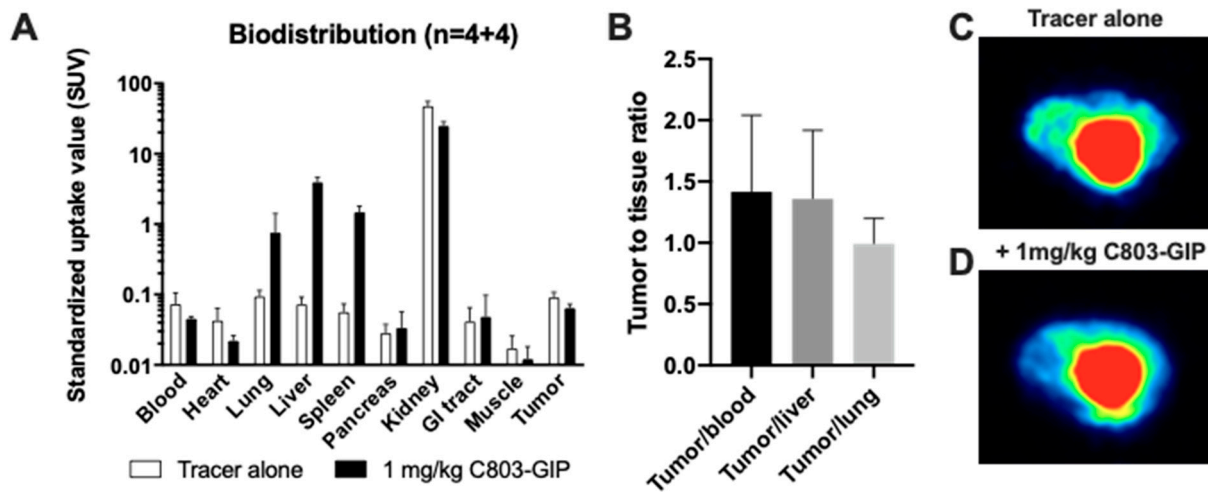 A
Biodistribution (n=4+4)
Standardized uptake value (SUV)
100
10
1
0.1
0.01
Blood
Heart
Lung
Liver
Spleen
Pancreas
Kidney
GI tract
Muscle
Tumor
Tracer alone
1 mg/kg C803-GIP
B
Tumor to tissue ratio
2.5
2.0
1.5
1.0
0.5
0.0
Tumor/blood
Tumor/liver
Tumor/lung
C
Tracer alone
D
+ 1mg/kg C803-GIP